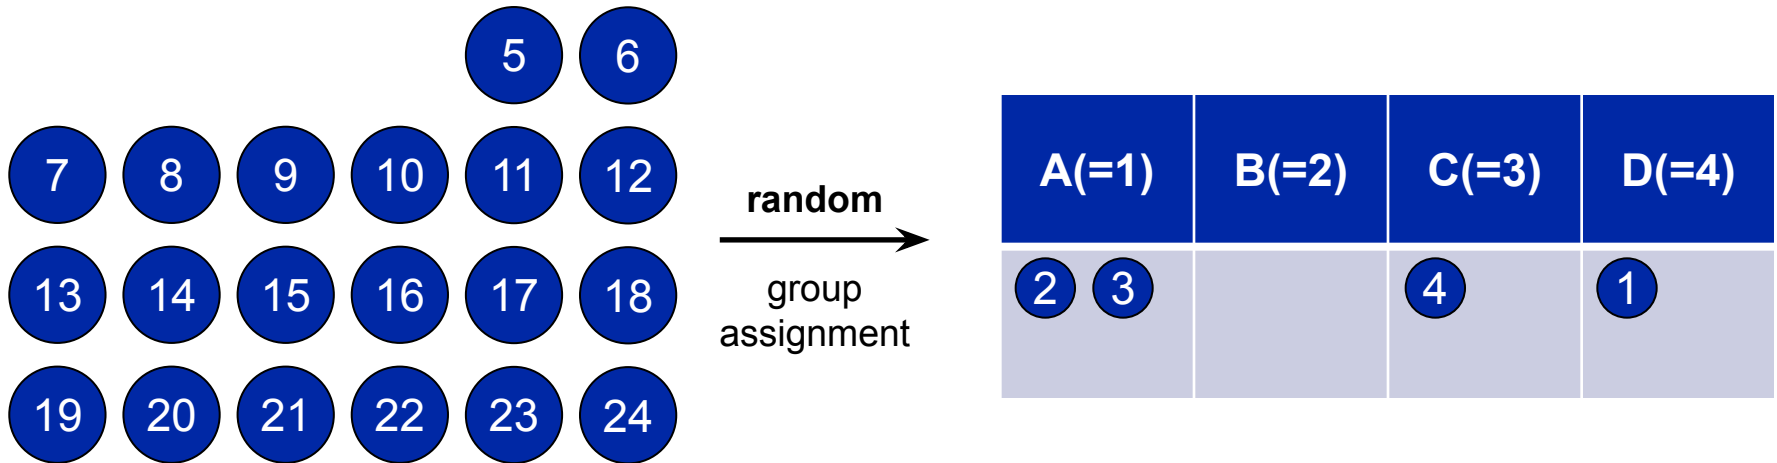 5 6
7 8 9 10 11 12
13 14 15 16 17 18
19 20 21 22 23 24
random
group
assignment
A(=1) B(=2) C(=3) D(=4)
2 3 4 1